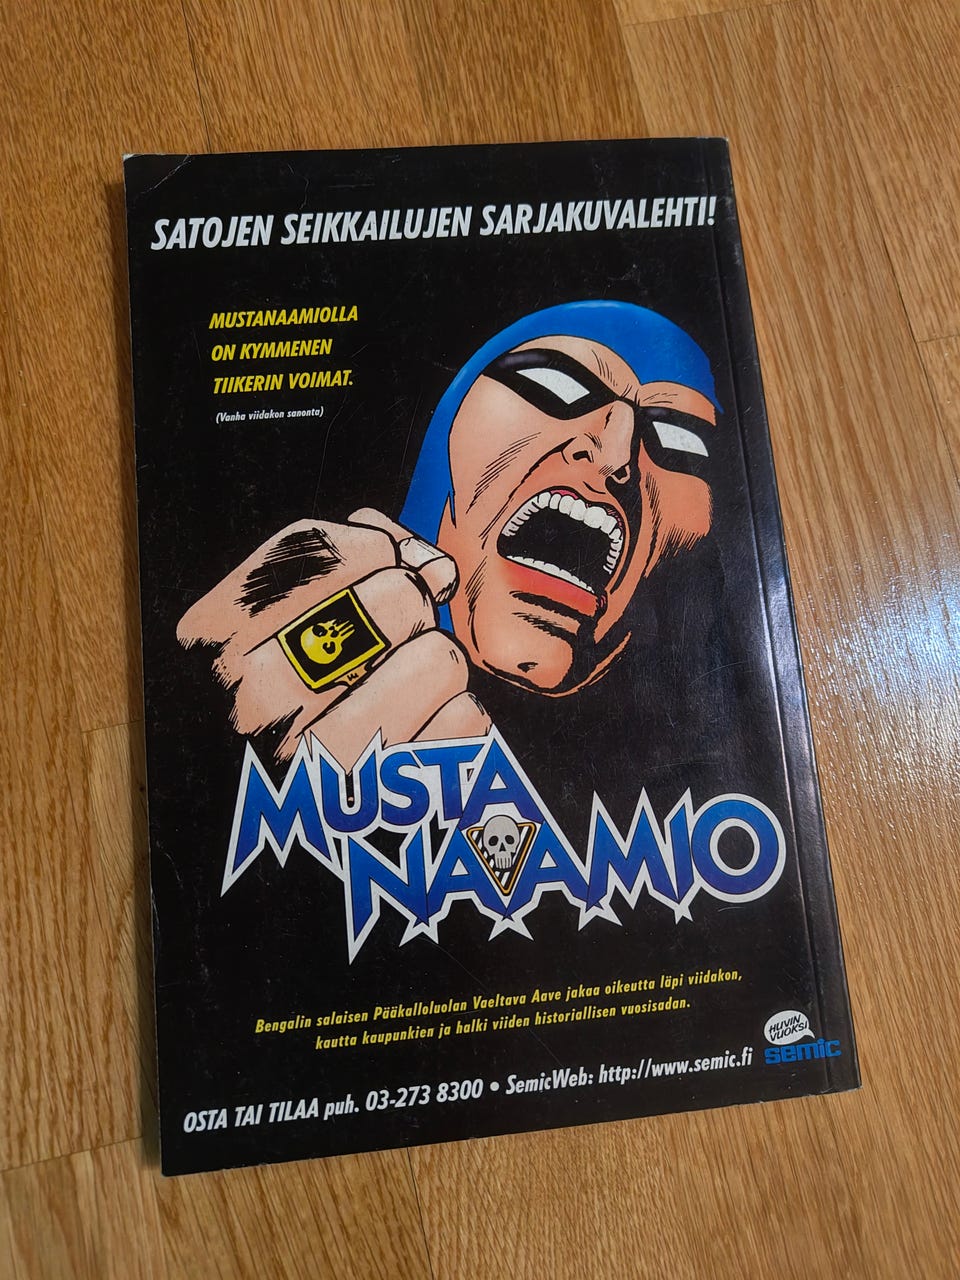 SATOJEN SEIKKAILUJEN SARJAKUVALEHTI!
MUSTANAAMIOLLA
ON KYMMENEN
TIIKERIN VOIMAT.
(Vanha viidakon sanonta)
MUSTA
NAAMIO
Bengalin salaisen Pääkalloluolan Vaeltava Aave jakaa oikeutta läpi viidakon,
kautta kaupunkien ja halki viiden historiallisen vuosisadan.
HUVIN
VUOKSI
semic
OSTA TAI TILAA puh. 03-273 8300 • SemicWeb: http://www.semic.fi